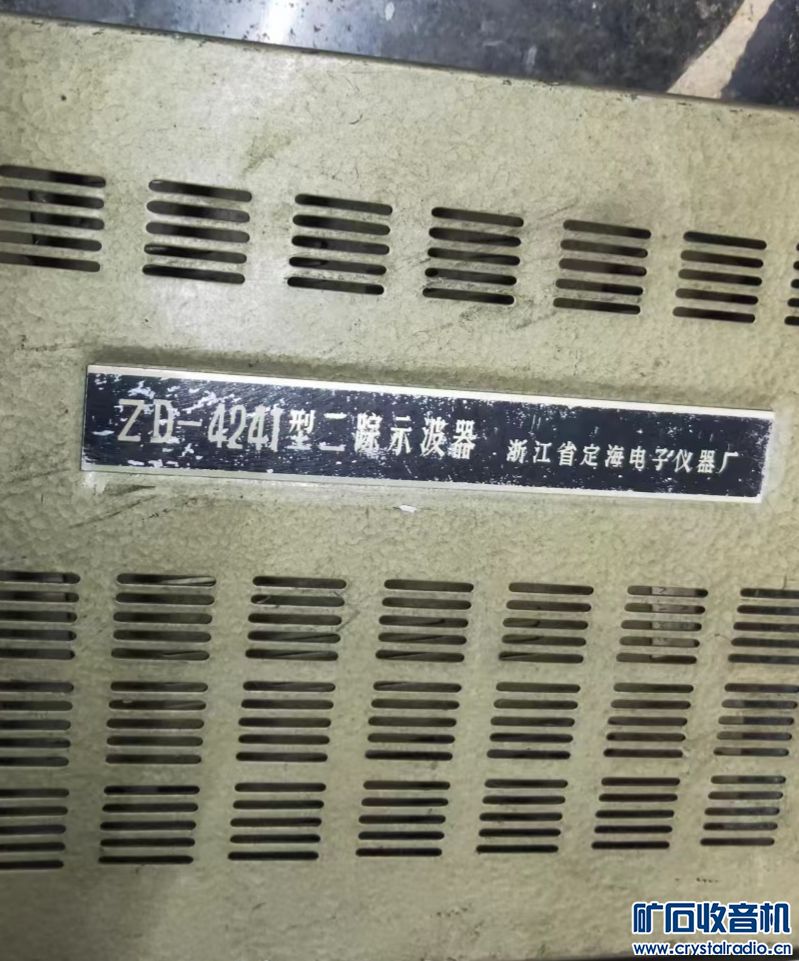 ZD-4241型二踪示波器 浙江省定海电子仪器厂
矿石收音机
www.crystalradio.cn